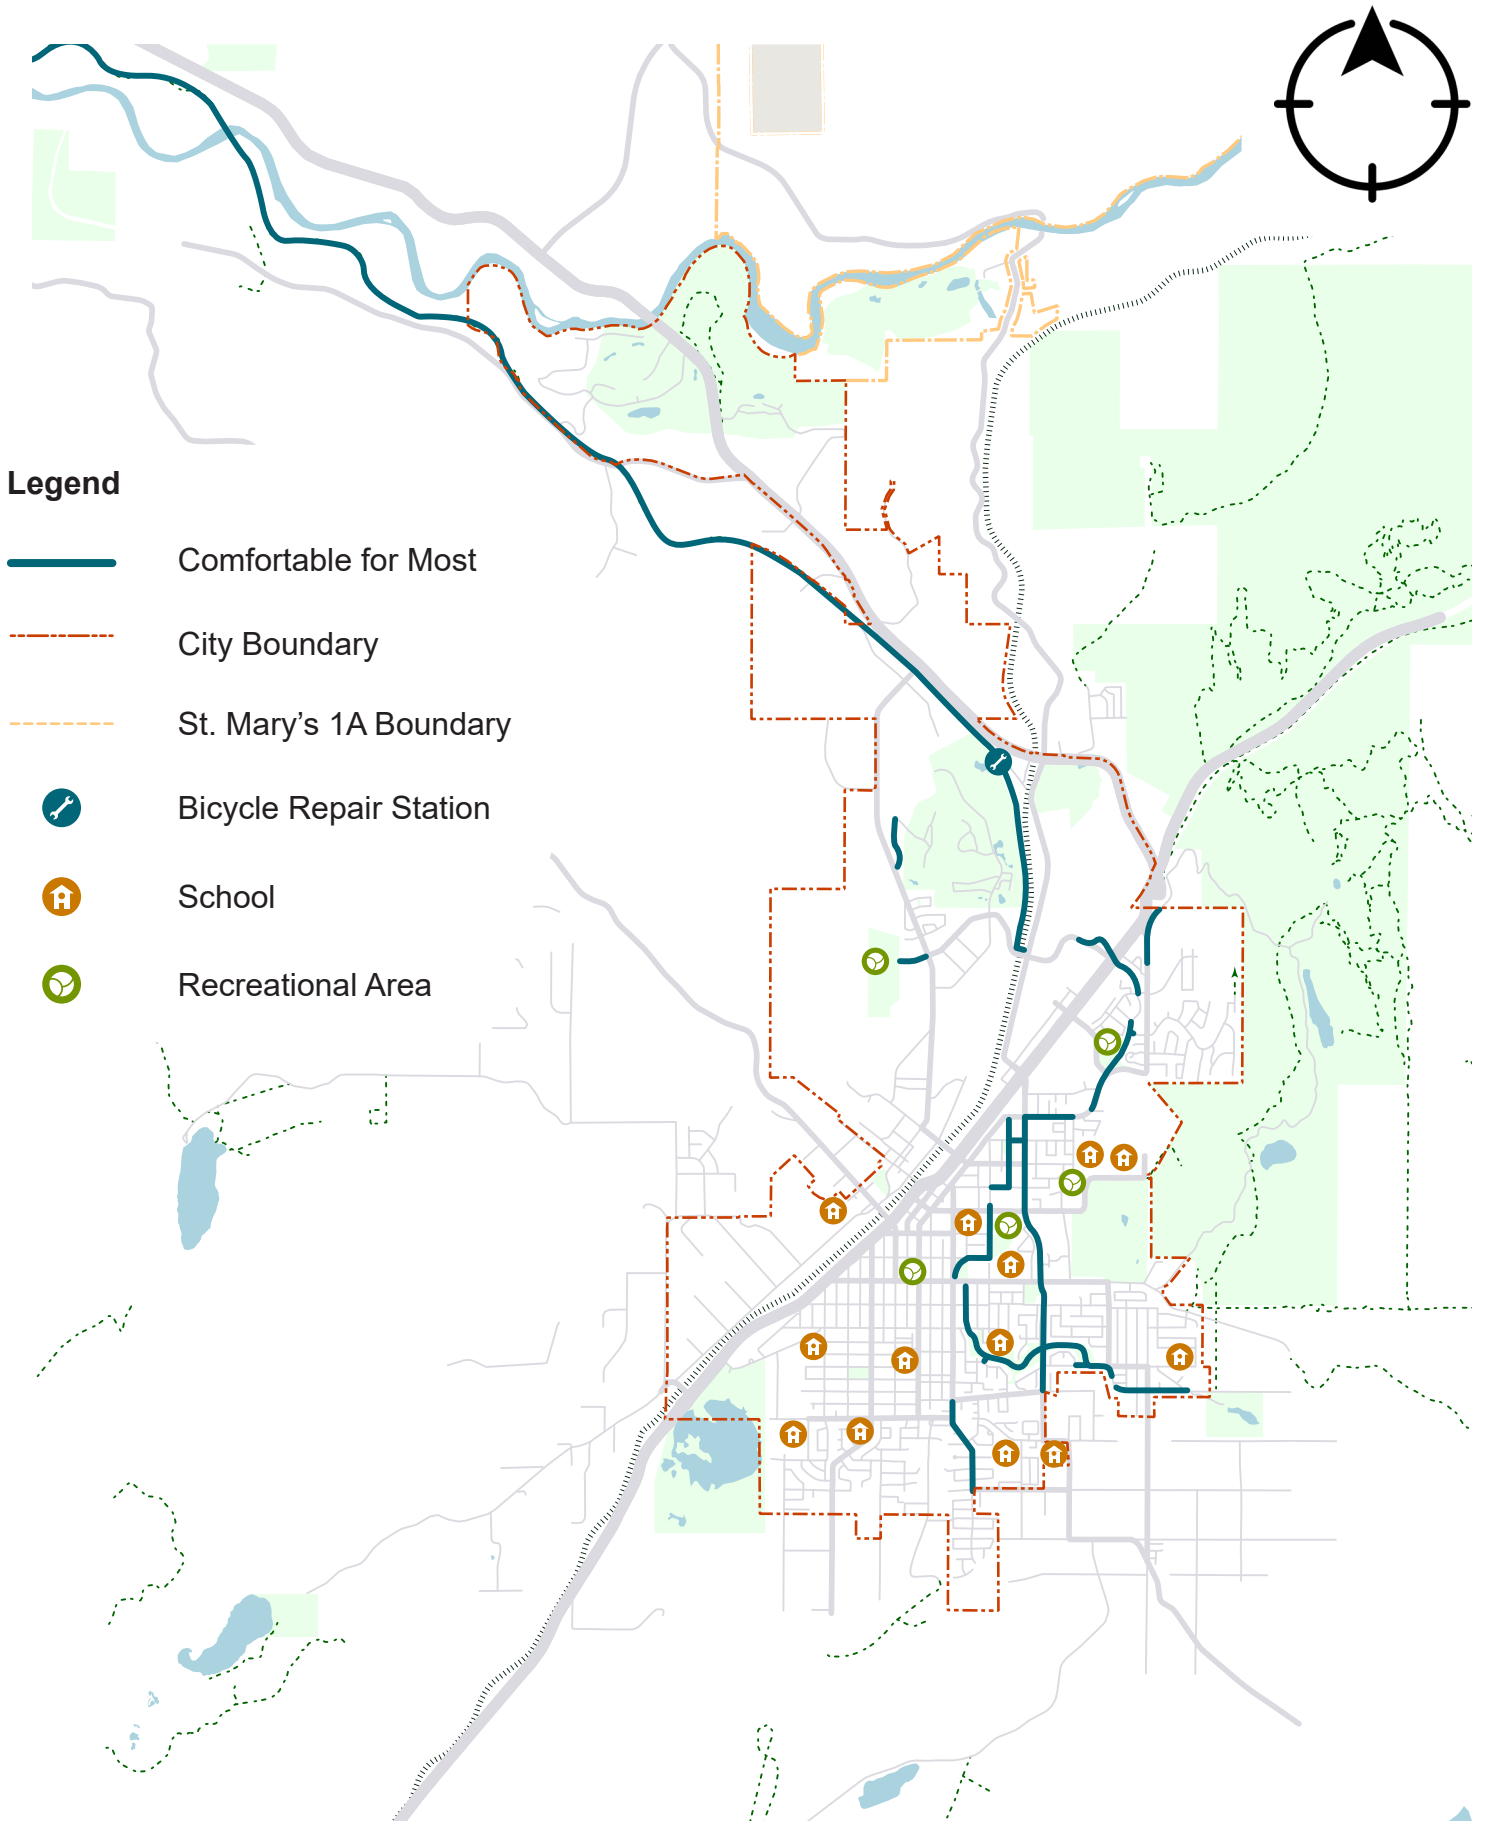 Legend
Comfortable for Most
City Boundary
St. Mary’s 1A Boundary
Bicycle Repair Station
School
Recreational Area